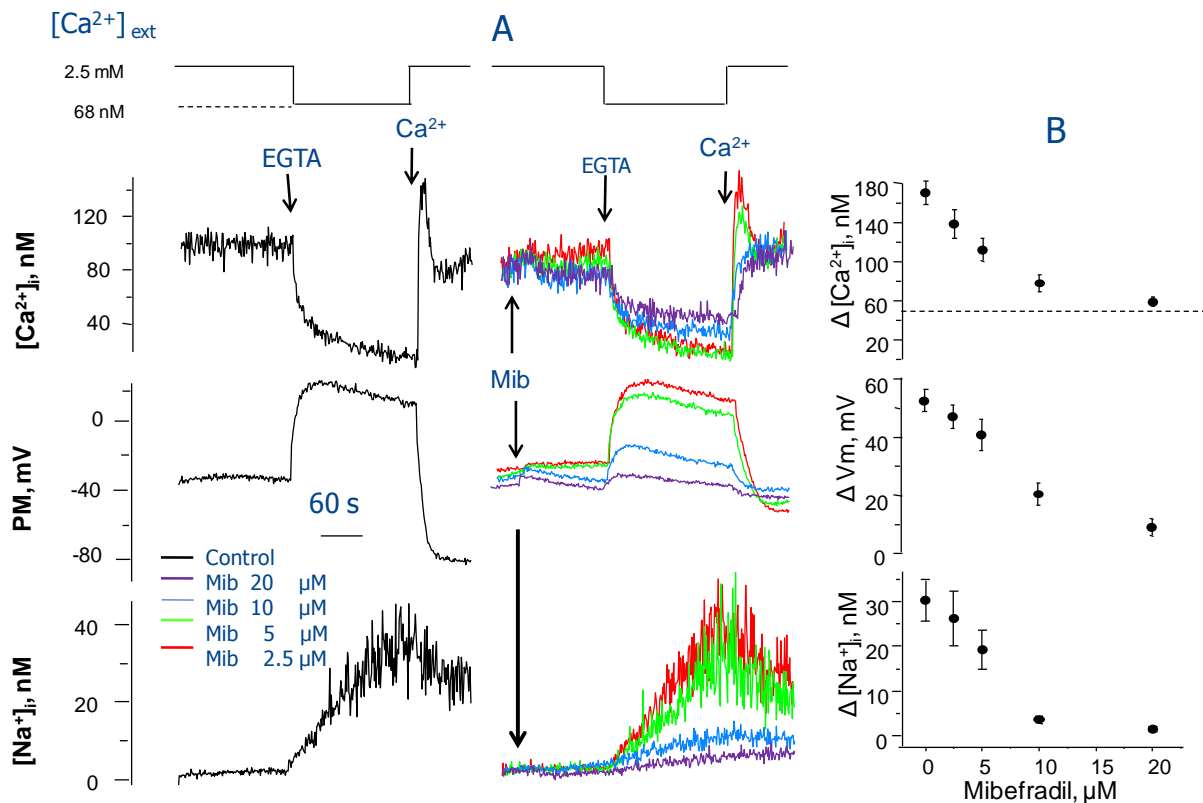 [Ca²⁺] ext
A
2.5 mM
68 nM
Ca²⁺
EGTA
Ca²⁺
EGTA
B
120
80
40
[Ca²⁺]i, nM
Mib
180
140
100
60
20
Δ [Ca²⁺]i, nM
0
-40
-80
PM, mV
60 s
60
40
20
0
Δ Vm, mV
Control
Mib 20 μM
Mib 10 μM
Mib 5 μM
Mib 2.5 μM
40
20
0
[Na⁺]i, nM
30
20
10
0
Δ [Na⁺]i, nM
0 5 10 15 20
Mibefradil, μM